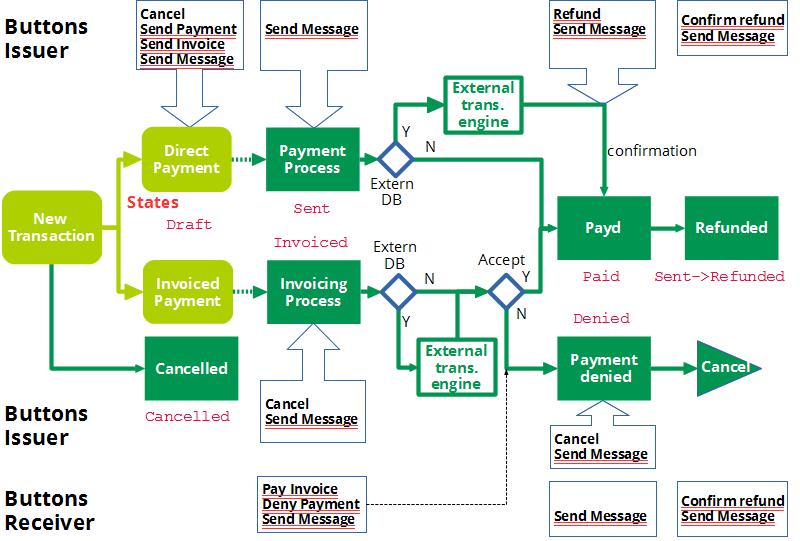 Buttons
Issuer
Cancel
Send Payment
Send Invoice
Send Message
Send Message
Refund
Send Message
Confirm refund
Send Message
External
trans.
engine
Y
N
Extern
DB
confirmation
Direct
Payment
Payment
Process
States
Draft
Sent
New
Transaction
Payd
Refunded
Invoiced
Extern
DB
Accept
Paid
Sent->Refunded
Invoiced
Payment
Invoicing
Process
N
Y
Y
N
Denied
External
trans.
engine
Cancelled
Payment
denied
Cancel
Cancelled
Buttons
Issuer
Cancel
Send Message
Cancel
Send Message
Buttons
Receiver
Pay Invoice
Deny Payment
Send Message
Send Message
Confirm refund
Send Message